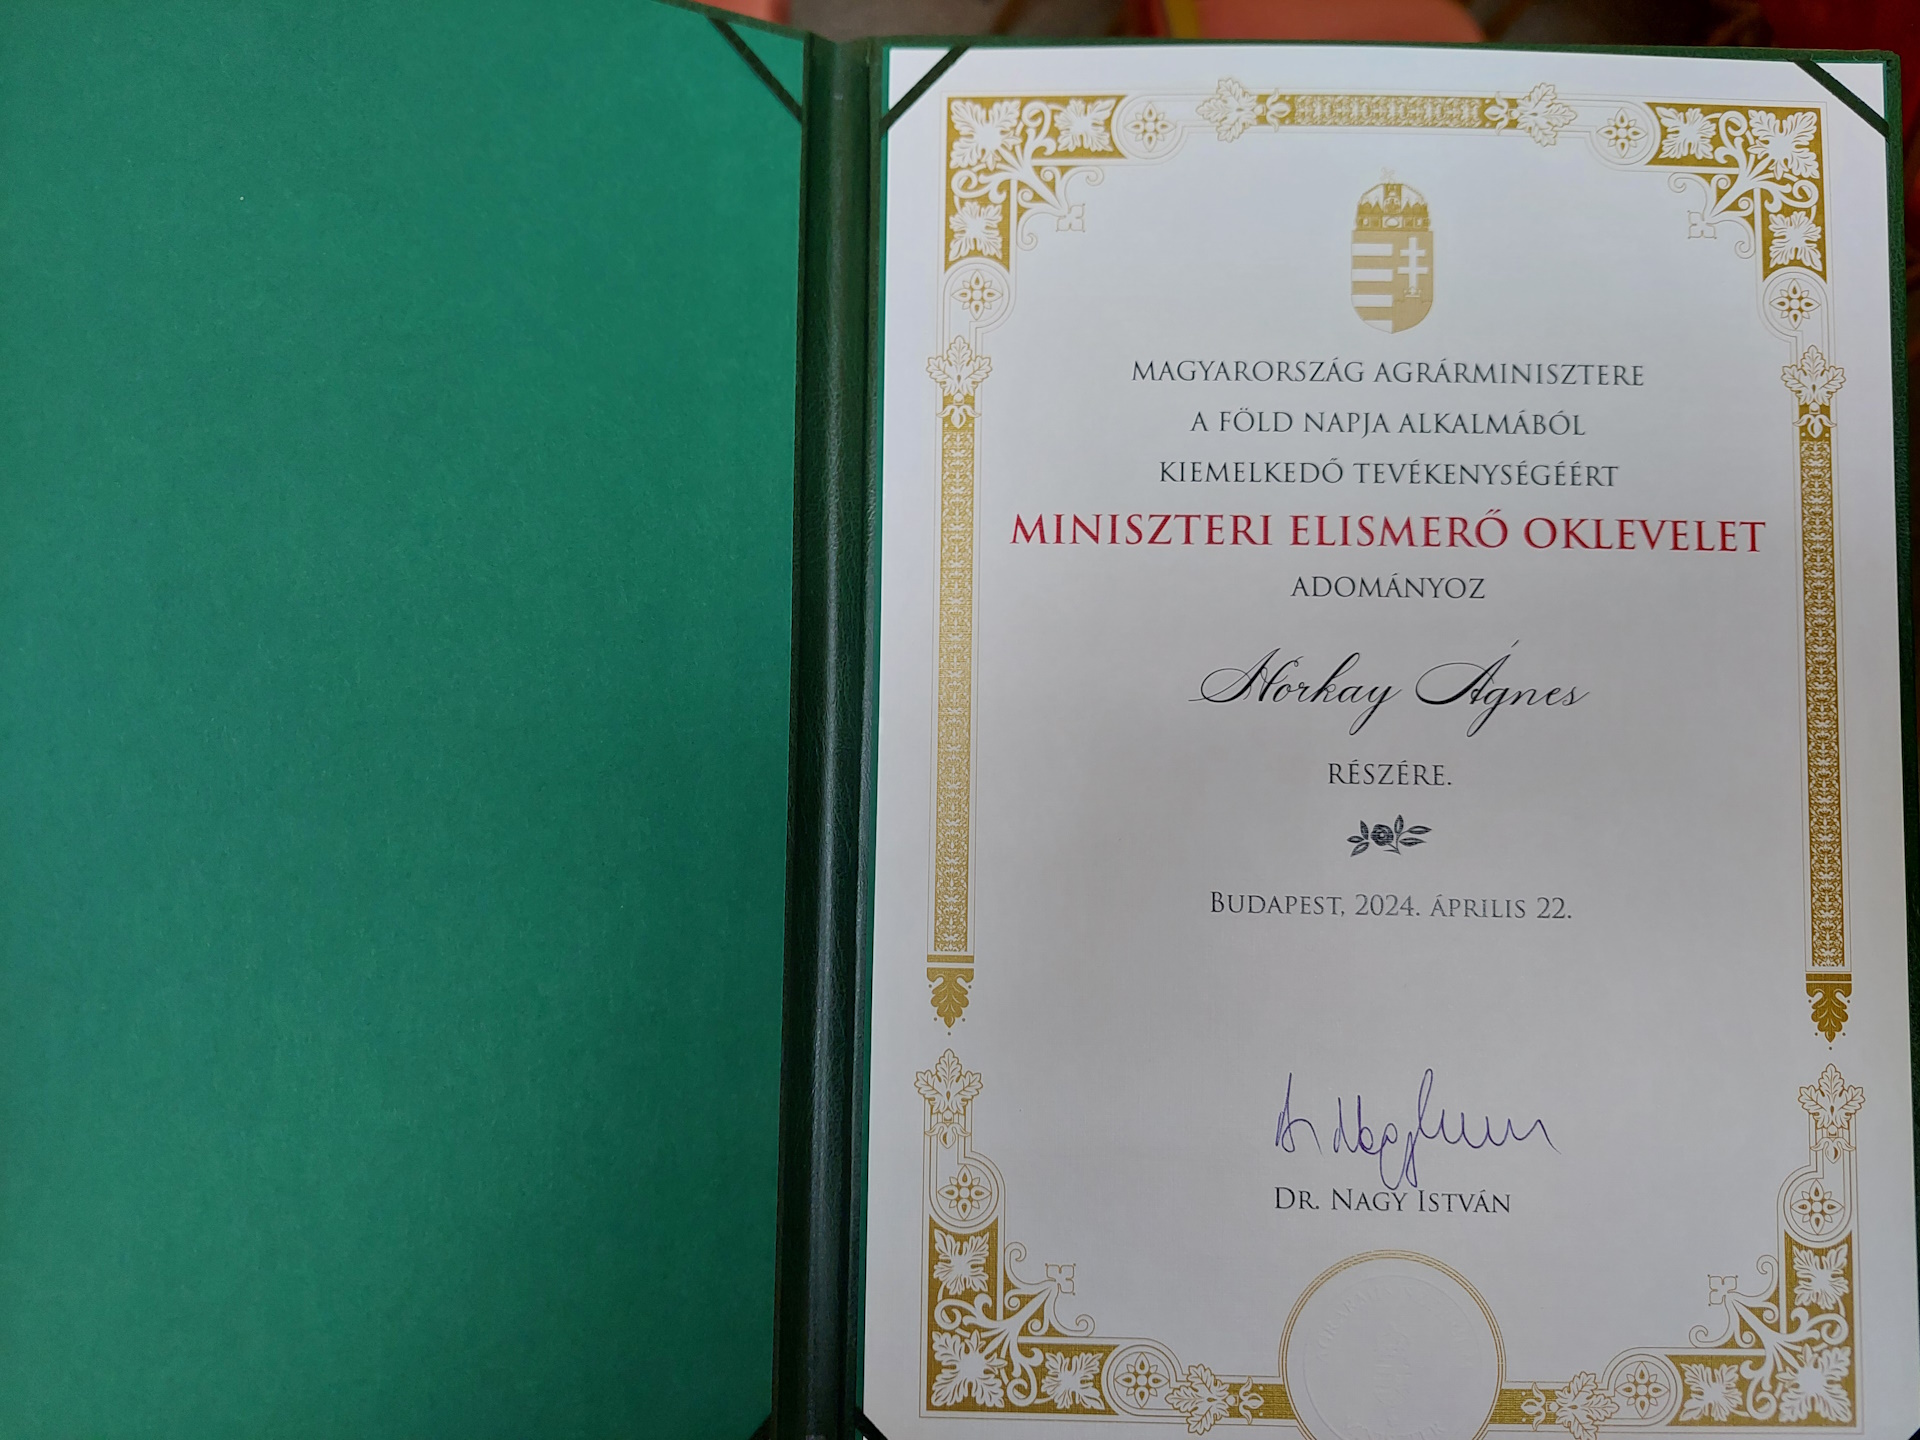 MAGYARORSZÁG AGRÁRMINISZTERE
A FÖLD NAPJA ALKALMÁBÓL
KIEMELKEDŐ TEVÉKENYSÉGÉÉRT
MINISZTERI ELISMERŐ OKLEVELET
ADOMÁNYOZ
Hórkay Ágnes
RÉSZÉRE.
BUDAPEST, 2024. ÁPRILIS 22.
DR. NAGY ISTVÁN